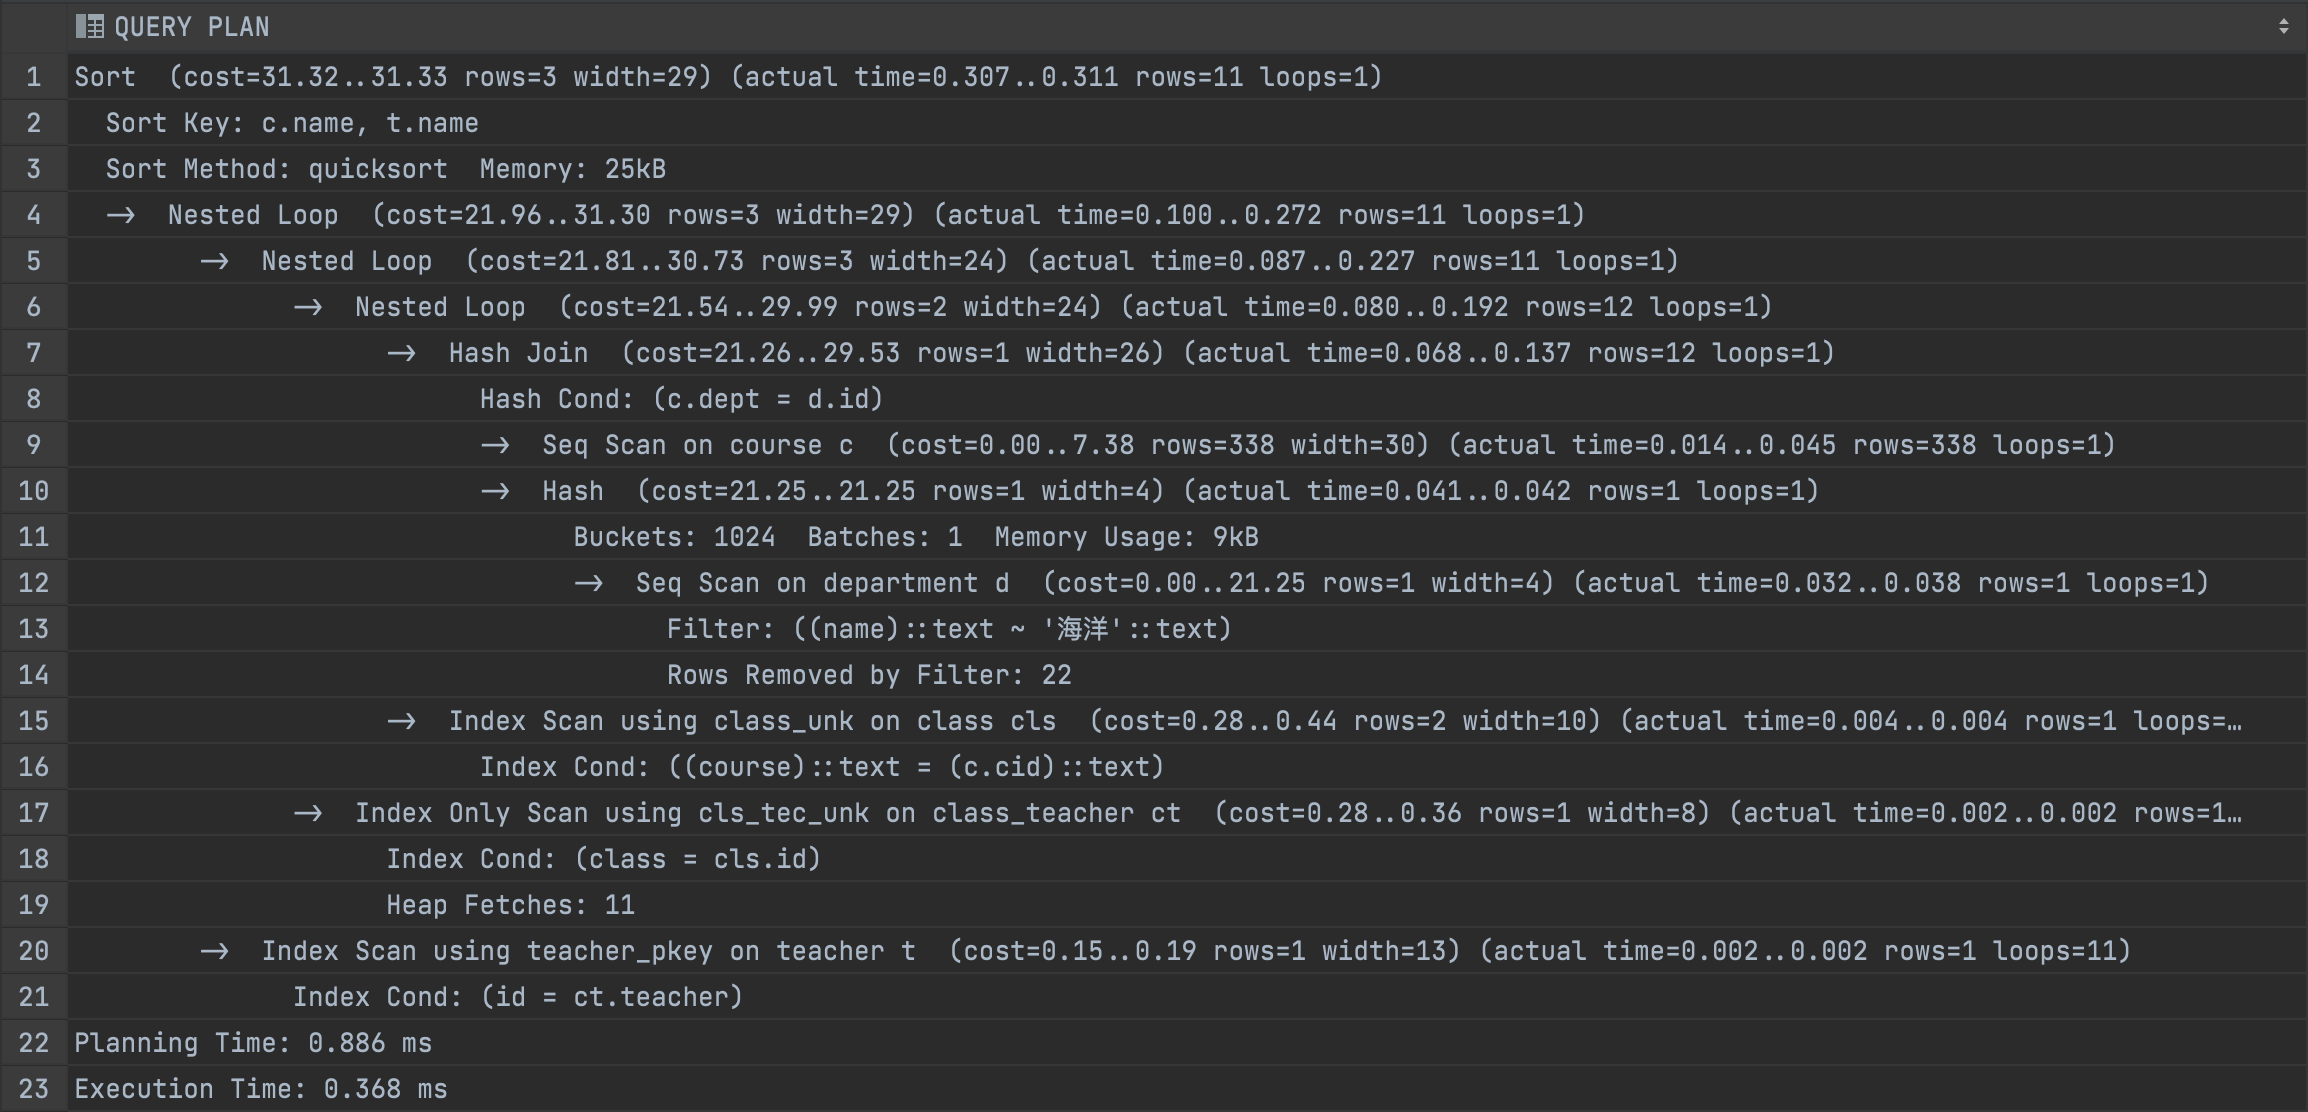 QUERY PLAN
1 Sort  (cost=31.32..31.33 rows=3 width=29) (actual time=0.307..0.311 rows=11 loops=1)
2 Sort Key: c.name, t.name
3 Sort Method: quicksort  Memory: 25kB
4 ->  Nested Loop  (cost=21.96..31.30 rows=3 width=29) (actual time=0.100..0.272 rows=11 loops=1)
5 ->  Nested Loop  (cost=21.81..30.73 rows=3 width=24) (actual time=0.087..0.227 rows=11 loops=1)
6 ->  Nested Loop  (cost=21.54..29.99 rows=2 width=24) (actual time=0.080..0.192 rows=12 loops=1)
7 ->  Hash Join  (cost=21.26..29.53 rows=1 width=26) (actual time=0.068..0.137 rows=12 loops=1)
8 Hash Cond: (c.dept = d.id)
9 ->  Seq Scan on course c  (cost=0.00..7.38 rows=338 width=30) (actual time=0.014..0.045 rows=338 loops=1)
10 ->  Hash  (cost=21.25..21.25 rows=1 width=4) (actual time=0.041..0.042 rows=1 loops=1)
11 Buckets: 1024  Batches: 1  Memory Usage: 9kB
12 ->  Seq Scan on department d  (cost=0.00..21.25 rows=1 width=4) (actual time=0.032..0.038 rows=1 loops=1)
13 Filter: ((name)::text ~ '海洋'::text)
14 Rows Removed by Filter: 22
15 ->  Index Scan using class_unk on class cls  (cost=0.28..0.44 rows=2 width=10) (actual time=0.004..0.004 rows=1 loops=…
16 Index Cond: ((course)::text = (c.cid)::text)
17 ->  Index Only Scan using cls_tec_unk on class_teacher ct  (cost=0.28..0.36 rows=1 width=8) (actual time=0.002..0.002 rows=1…
18 Index Cond: (class = cls.id)
19 Heap Fetches: 11
20 ->  Index Scan using teacher_pkey on teacher t  (cost=0.15..0.19 rows=1 width=13) (actual time=0.002..0.002 rows=1 loops=11)
21 Index Cond: (id = ct.teacher)
22 Planning Time: 0.886 ms
23 Execution Time: 0.368 ms